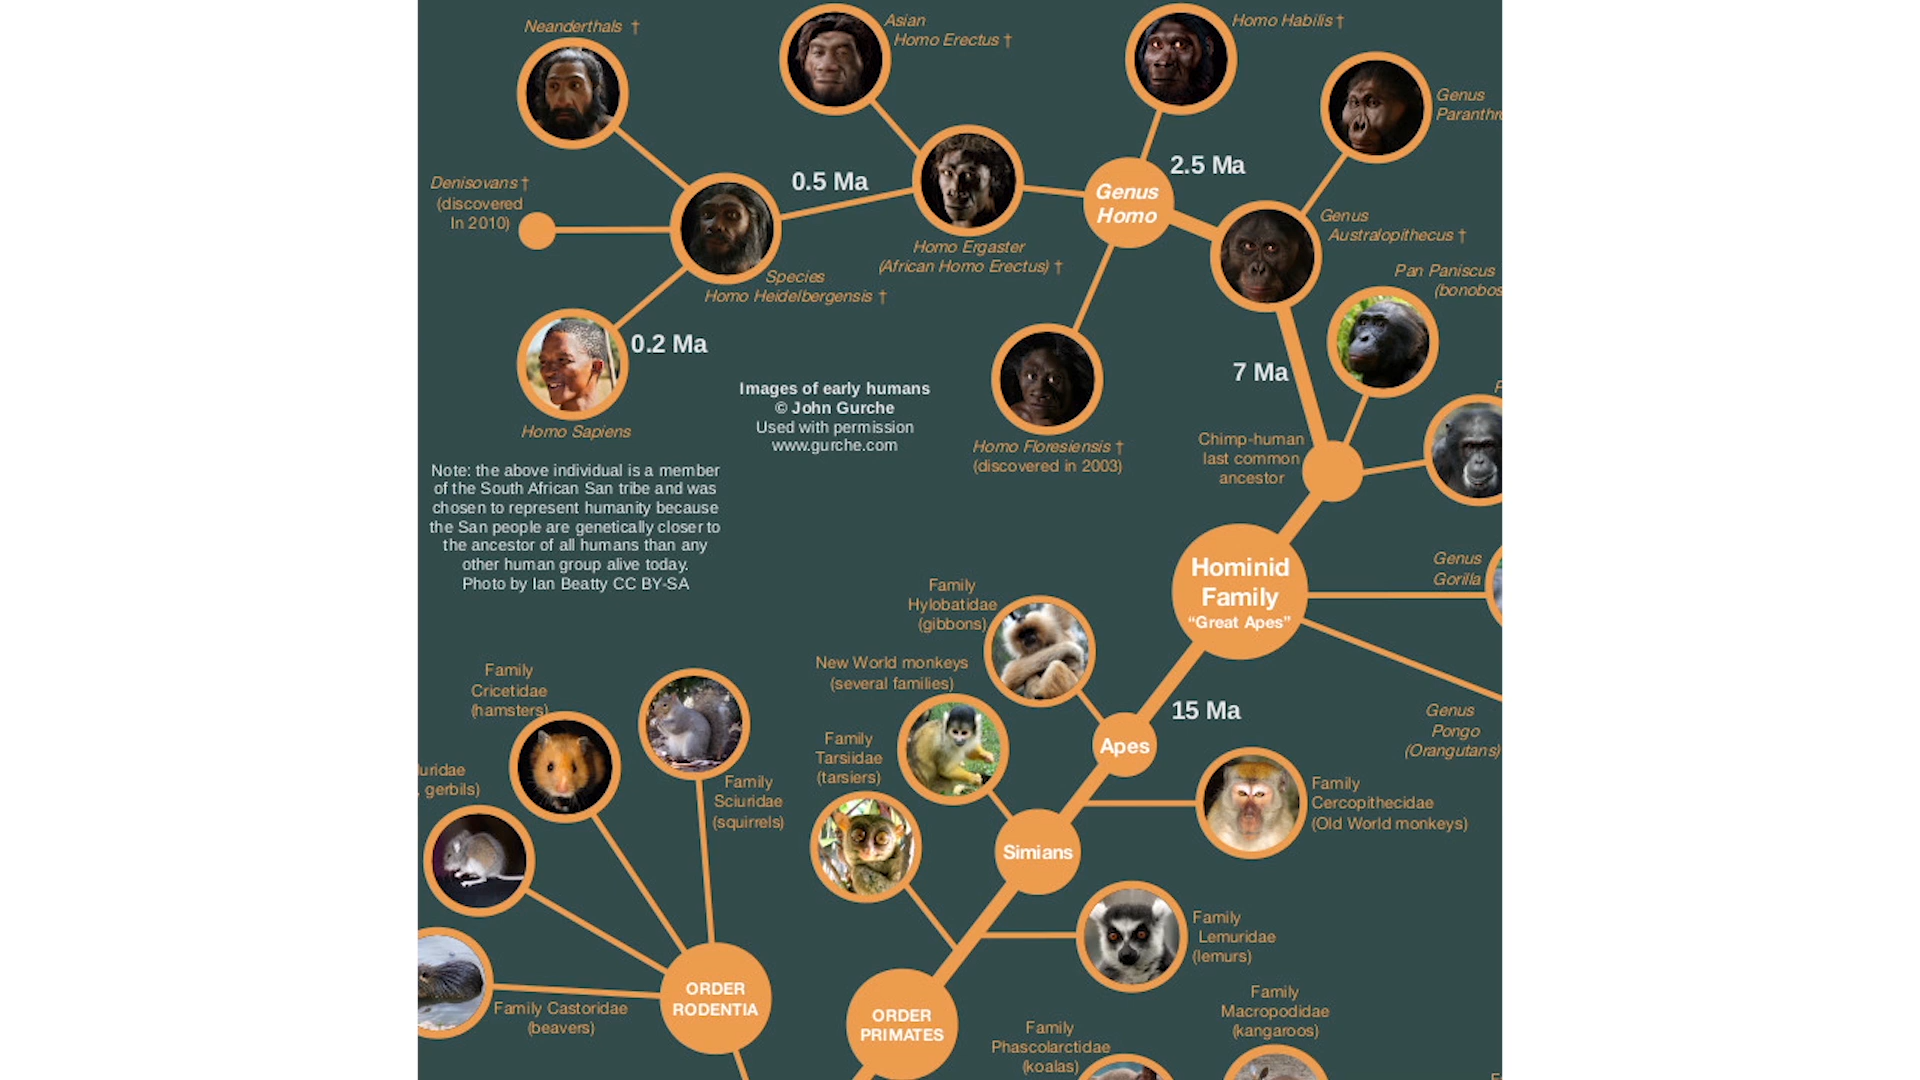 Neanderthals †
Asian
Homo Erectus †
Homo Habilis †
Genus
Denisovans †
(discovered
In 2010)
0.5 Ma
2.5 Ma
Genus
Homo
Genus
Australopithecus †
Homo Ergaster
(African Homo Erectus) †
Species
Homo Heidelbergensis †
Pan Paniscus
(bonobos
0.2 Ma
7 Ma
Images of early humans
© John Gurche
Used with permission
www.gurche.com
Homo Sapiens
Homo Floresiensis †
(discovered in 2003)
Chimp-human
last common
ancestor
Note: the above individual is a member
of the South African San tribe and was
chosen to represent humanity because
the San people are genetically closer to
the ancestor of all humans than any
other human group alive today.
Photo by Ian Beatty CC BY-SA
Hominid
Family
“Great Apes”
Genus
Gorilla
Family
Hylobatidae
(gibbons)
New World monkeys
(several families)
Family
Cricetidae
(hamsters)
15 Ma
Genus
Pongo
(Orangutans)
Apes
Family
Tarsiidae
(tarsiers)
gerbils)
Family
Sciuridae
(squirrels)
Family
Cercopithecidae
(Old World monkeys)
Simians
Family
Lemuridae
(lemurs)
ORDER
RODENTIA
Family Castoridae
(beavers)
ORDER
PRIMATES
Family
Macropodidae
(kangaroos)
Family
Phascolarctidae
(koalas)